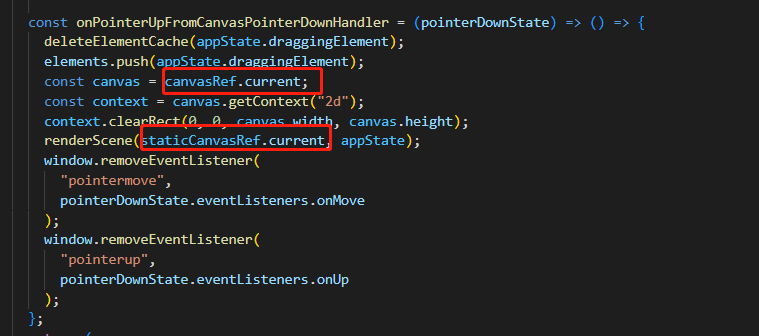 const onPointerUpFromCanvasPointerDownHandler = (pointerDownState) => () => {
deleteElementCache(appState.draggingElement);
elements.push(appState.draggingElement);
const canvas = canvasRef.current;
const context = canvas.getContext("2d");
context.clearRect(0, 0, canvas.width, canvas.height);
renderScene(staticCanvasRef.current, appState);
window.removeEventListener(
"pointermove",
pointerDownState.eventListeners.onMove
);
window.removeEventListener(
"pointerup",
pointerDownState.eventListeners.onUp
);
};